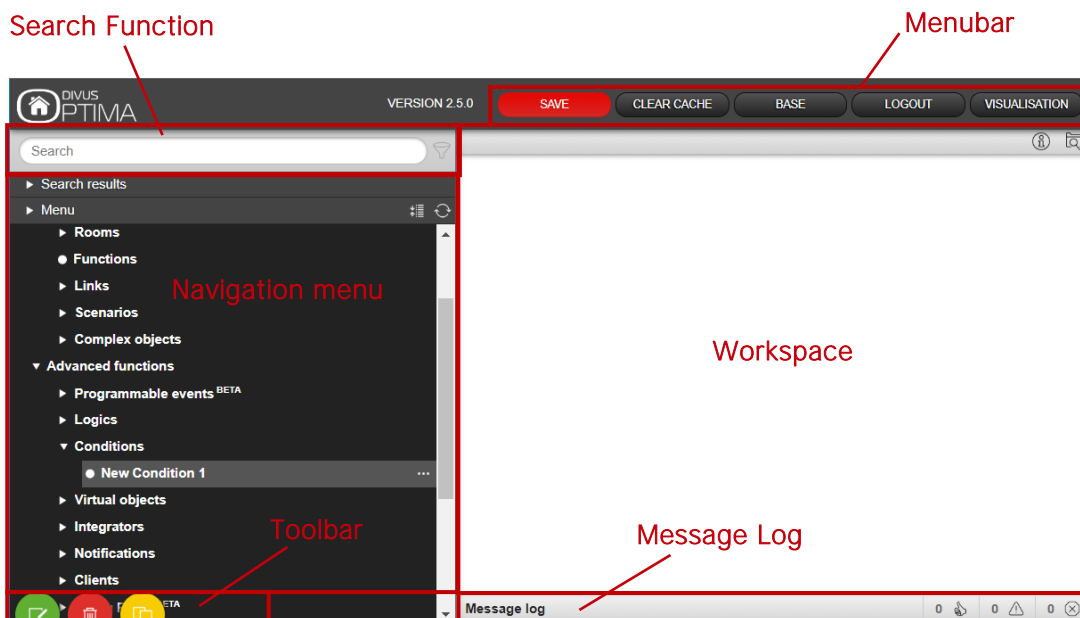 Search Function
Menubar
DIVUS
OPTIMA
VERSION 2.5.0
SAVE
CLEAR CACHE
BASE
LOGOUT
VISUALISATION
Search
Search results
Menu
Rooms
Functions
Links
Navigation menu
Scenarios
Complex objects
Workspace
Advanced functions
Programmable events BETA
Logics
Conditions
New Condition 1
Virtual objects
Integrators
Toolbar
Message Log
Notifications
Clients
ETA
Message log
0
0
0